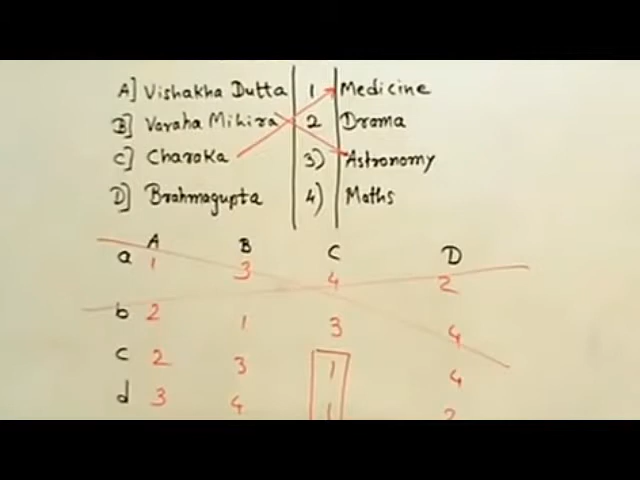 A] Vishakha Dutta 1 Medicine
B] Varaha Mihira 2 Drama
C] Charaka 3) Astronomy
D] Brahmagupta 4) Maths
A B C D
a 1 3 4 2
b 2 1 3 4
c 2 3 1 4
d 3 4 1 2